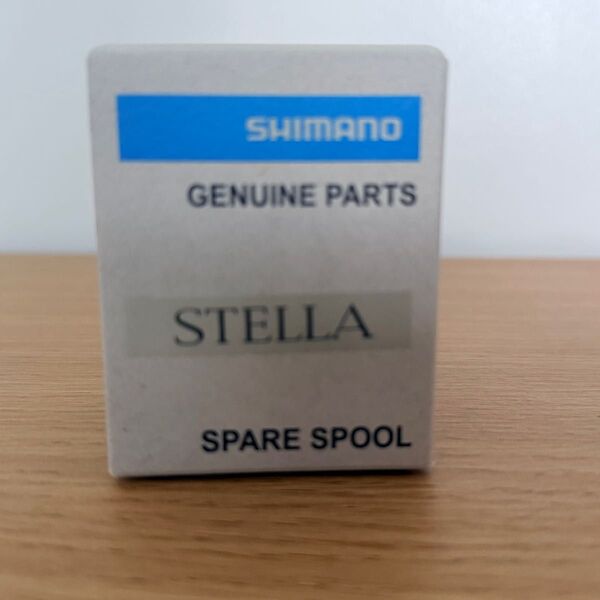 SHIMANO
GENUINE PARTS
STELLA
SPARE SPOOL